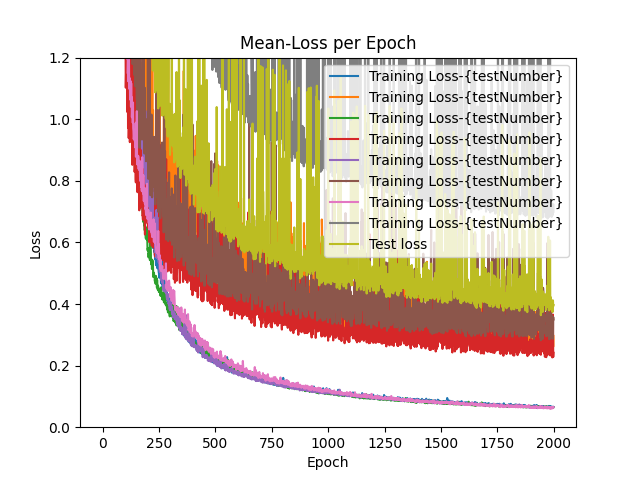 Mean-Loss per Epoch
1.2
1.0
0.8
0.6
0.4
0.2
0.0
Loss
Training Loss-{testNumber}
Training Loss-{testNumber}
Training Loss-{testNumber}
Training Loss-{testNumber}
Training Loss-{testNumber}
Training Loss-{testNumber}
Training Loss-{testNumber}
Training Loss-{testNumber}
Test loss
0 250 500 750 1000 1250 1500 1750 2000
Epoch